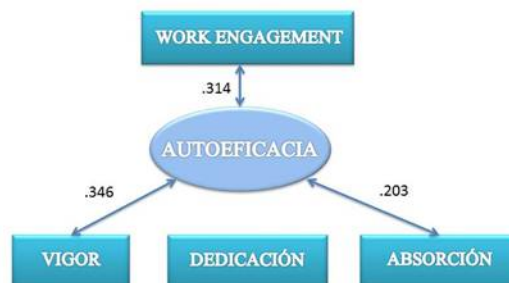 WORK ENGAGEMENT
.314
AUTOEFICACIA
.346
.203
VIGOR
DEDICACIÓN
ABSORCIÓN